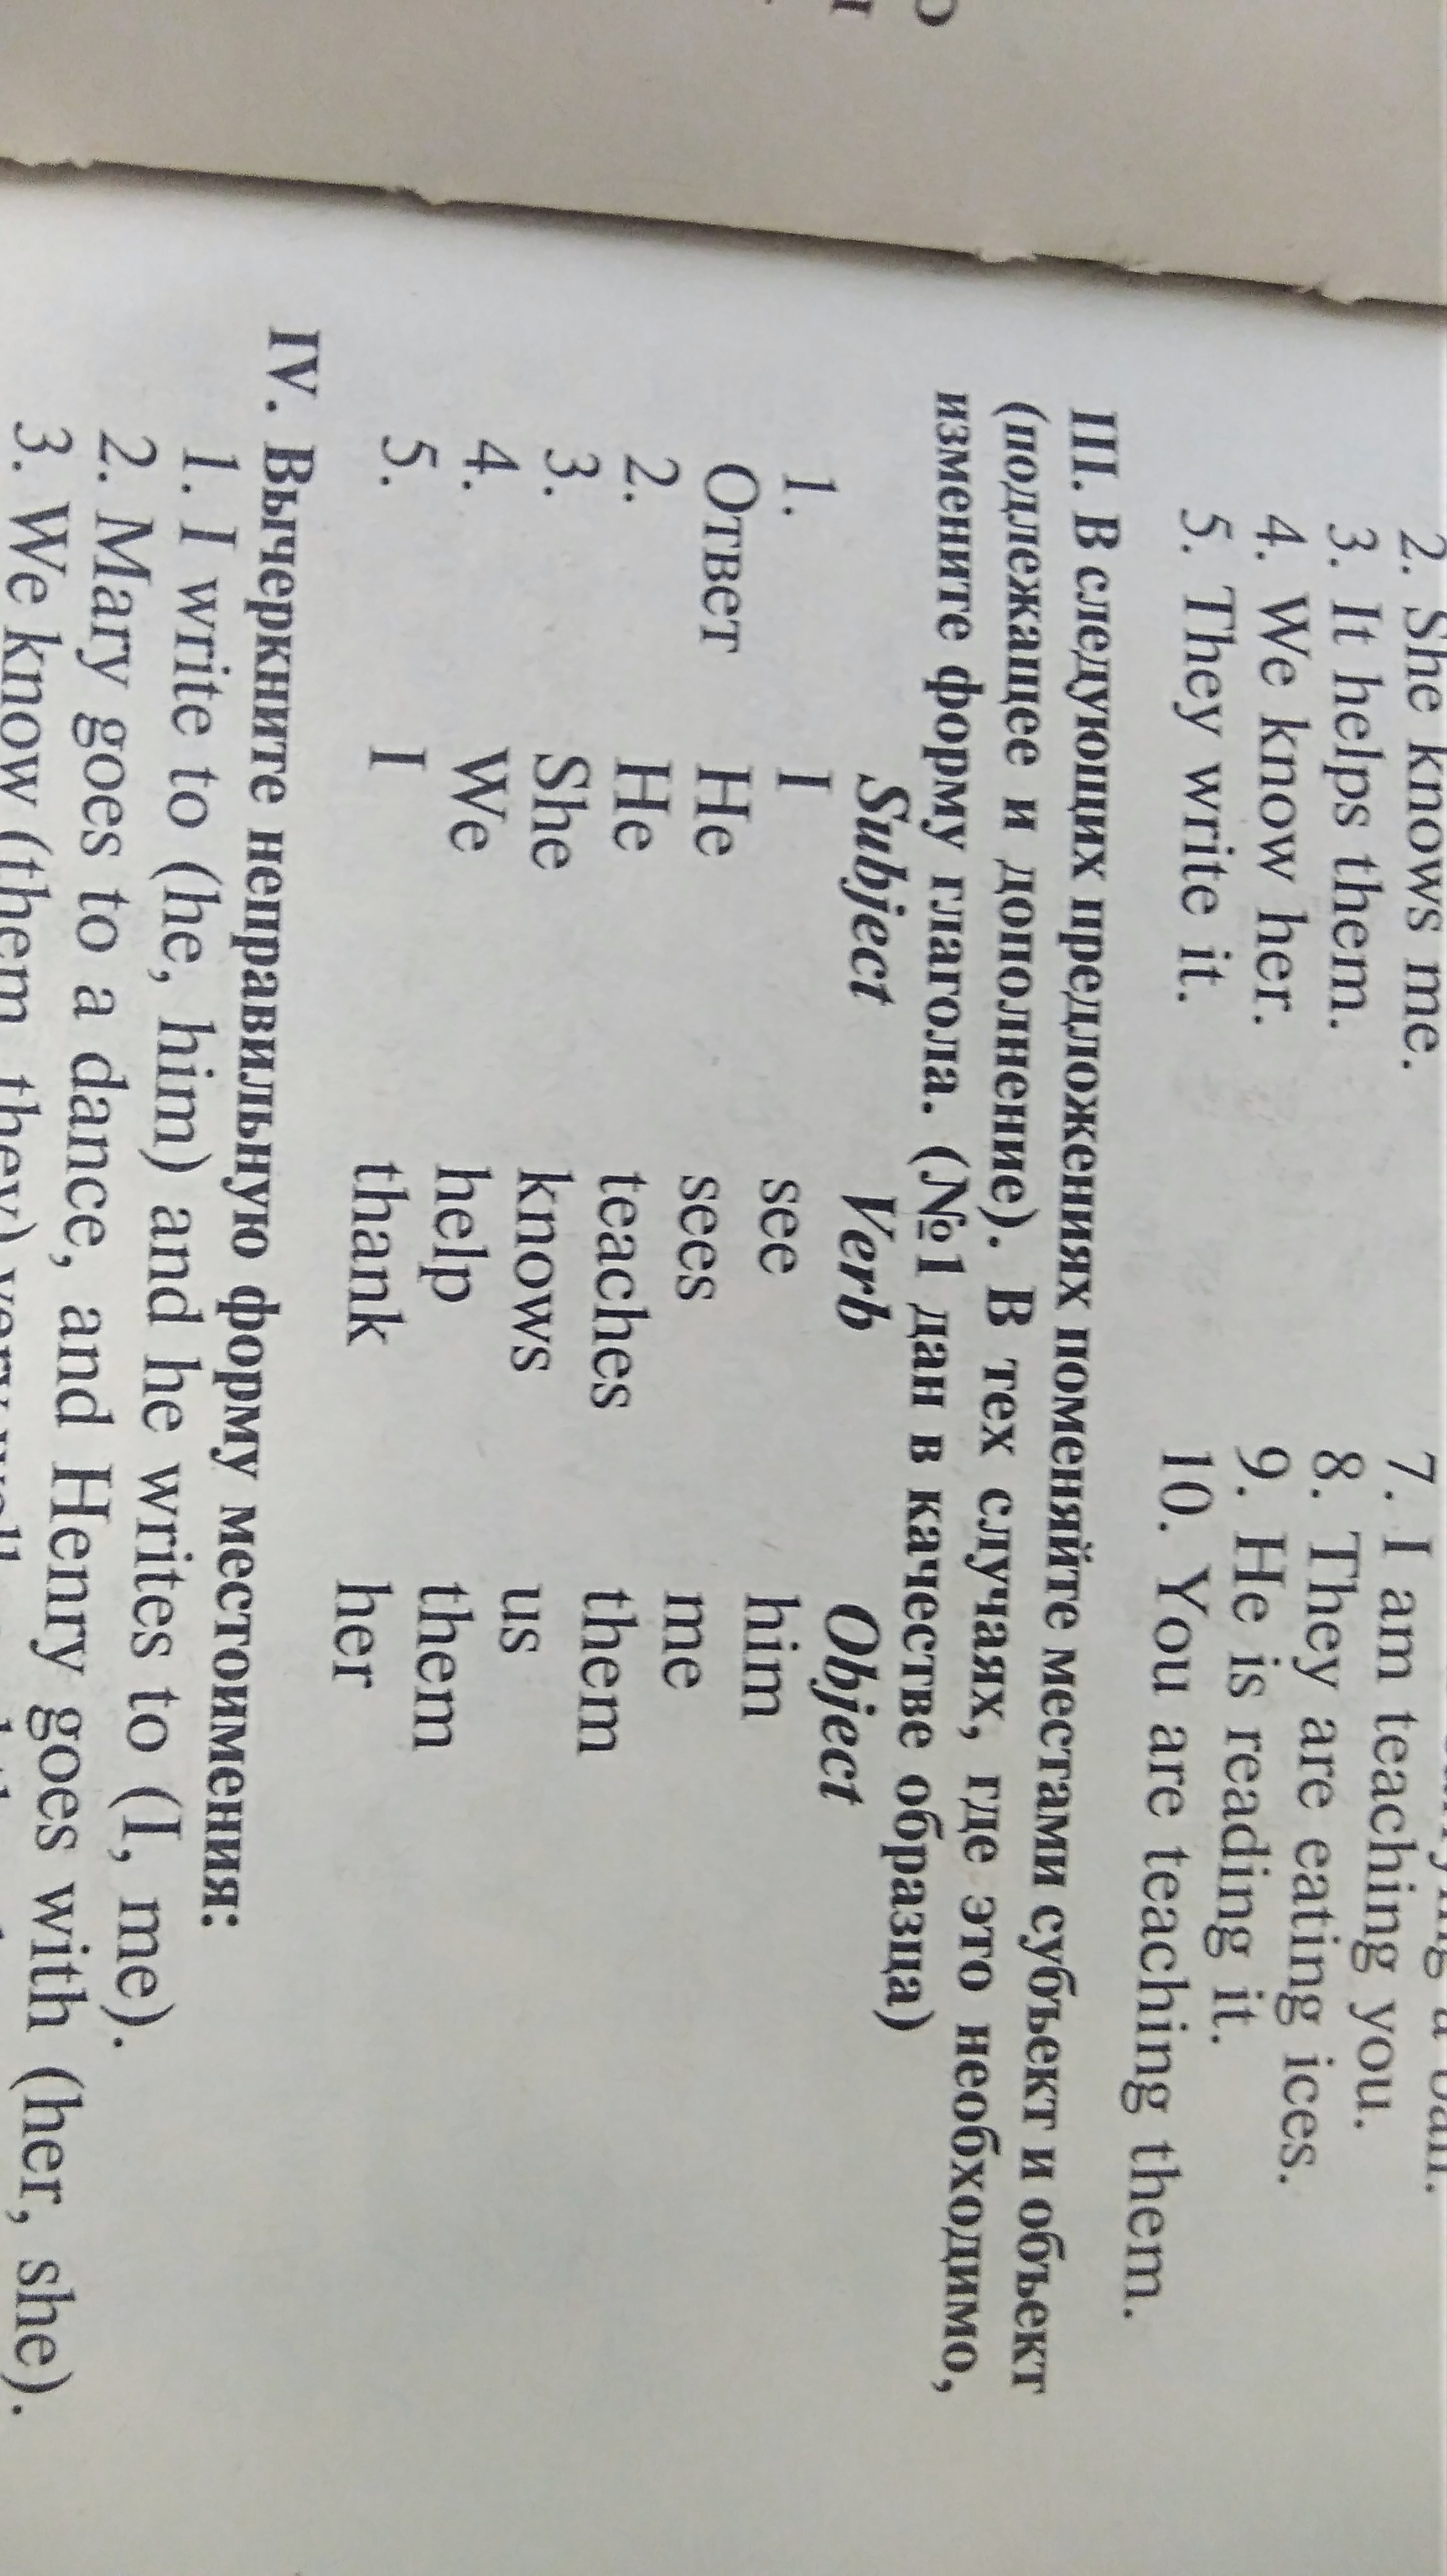 2. She knows me.
3. It helps them.
4. We know her.
5. They write it.
7. I am teaching you.
8. They are eating ices.
9. He is reading it.
10. You are teaching them.
III. В следующих предложениях поменяйте местами субъект и объект
(подлежащее и дополнение). В тех случаях, где это необходимо,
измените форму глагола. (№1 дан в качестве образца)
Subject Verb Object
1. I see him
Ответ He sees me
2. He teaches them
3. She knows us
4. We help them
5. I thank her
IV. Вычеркните неправильную форму местоимения:
1. I write to (he, him) and he writes to (I, me).
2. Mary goes to a dance, and Henry goes with (her, she).
3. We know (them, they) very well